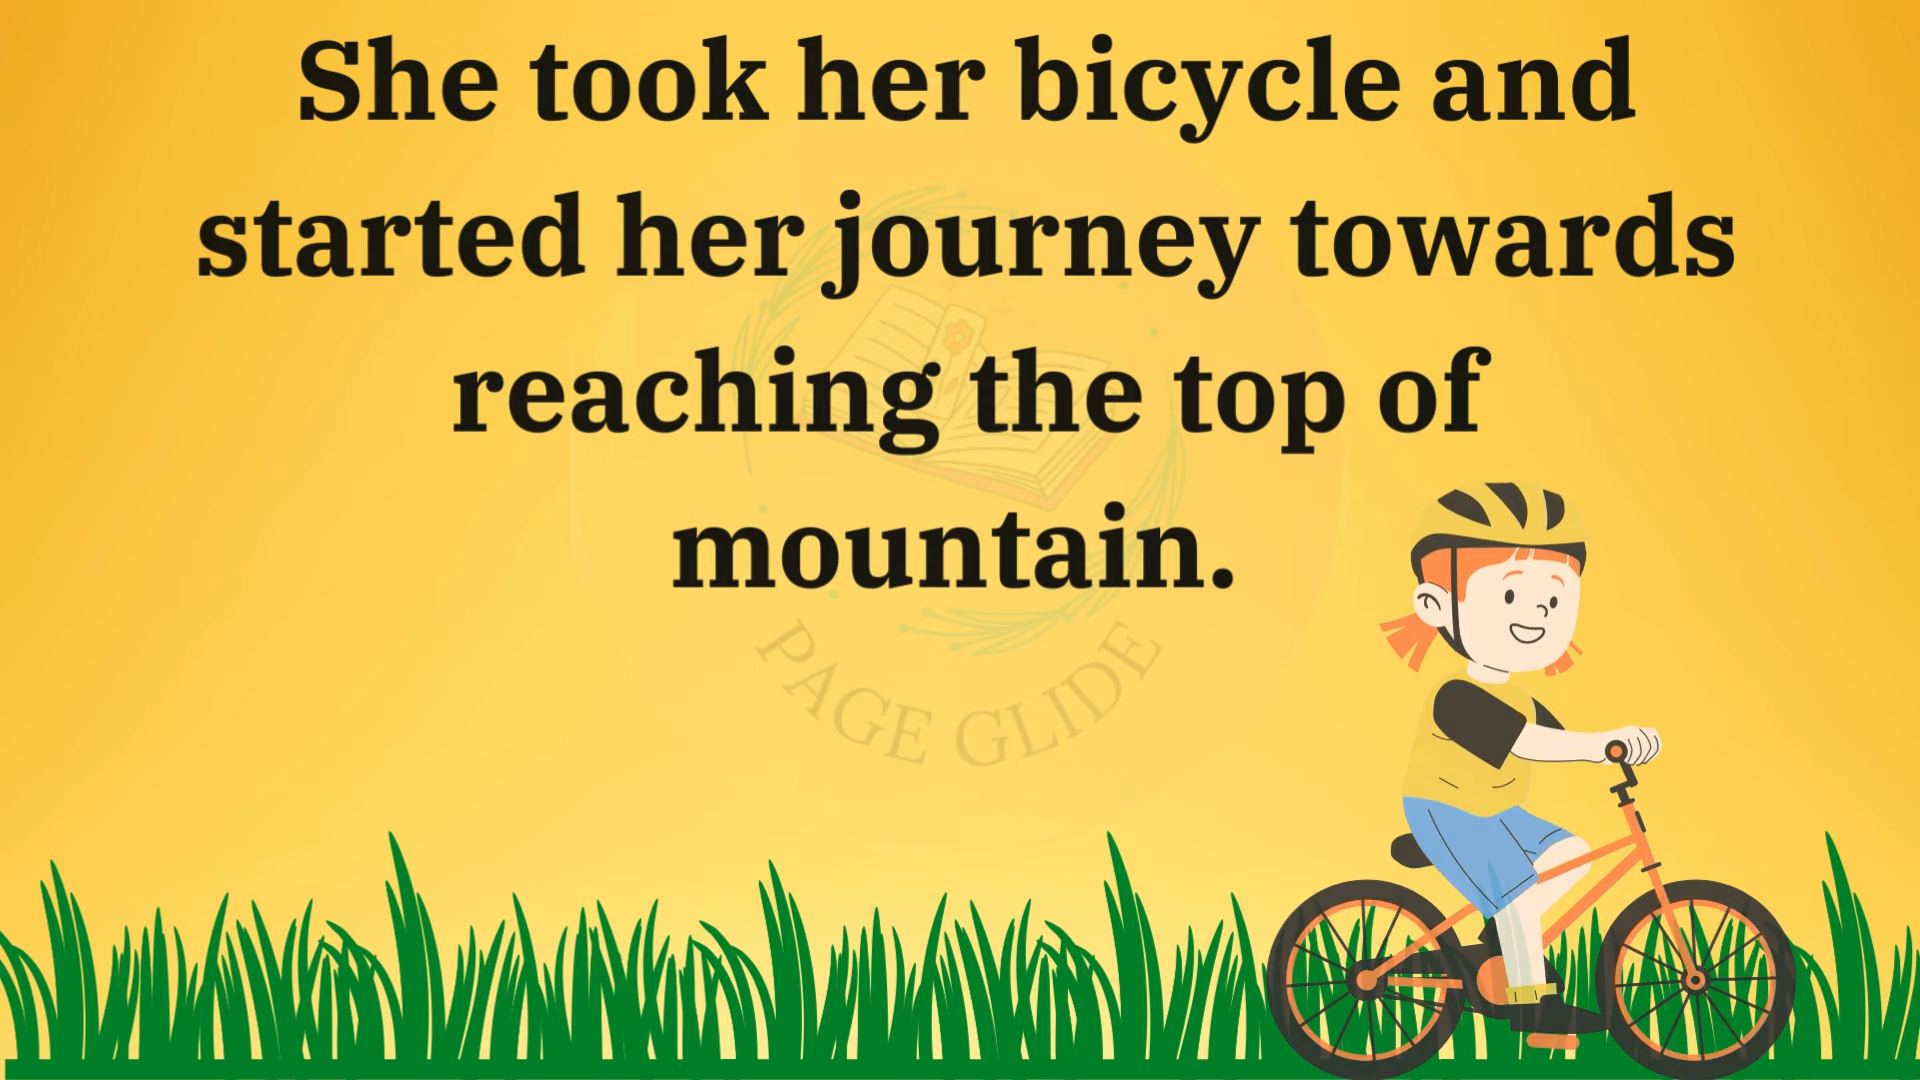 She took her bicycle and
started her journey towards
reaching the top of
mountain.
PAGE GLIDE